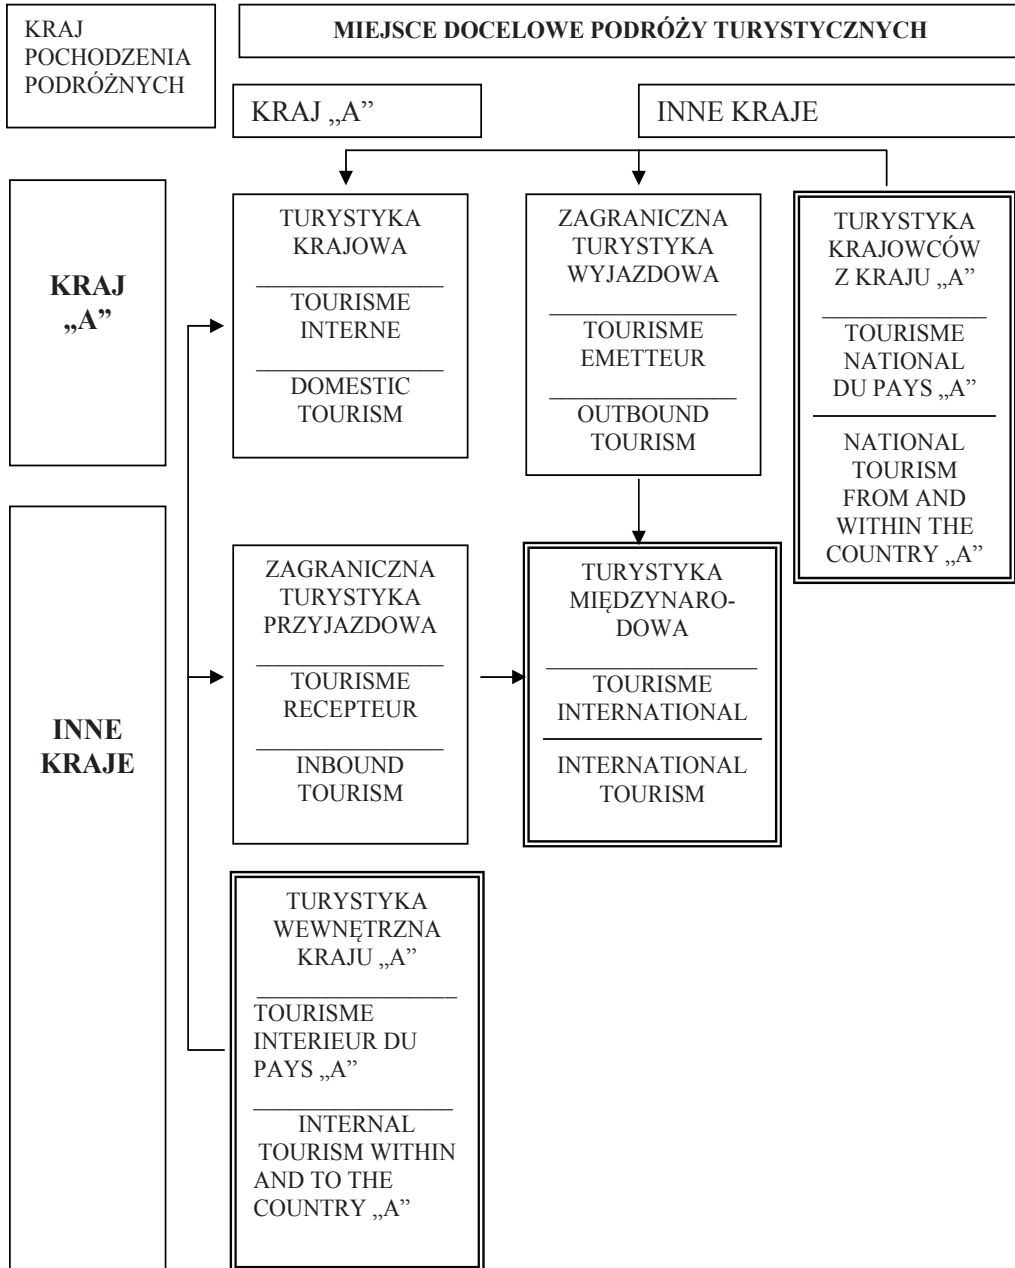 KRAJ
POCHODZENIA
PODRÓŻNYCH
MIEJSCE DOCELOWE PODRÓŻY TURYSTYCZNYCH
KRAJ „A”
INNE KRAJE
KRAJ
„A”
TURYSTYKA
KRAJOWA
TOURISME
INTERNE
DOMESTIC
TOURISM
ZAGRANICZNA
TURYSTYKA
WYJAZDOWA
TOURISME
EMETTEUR
OUTBOUND
TOURISM
TURYSTYKA
KRAJOWCÓW
Z KRAJU „A”
TOURISME
NATIONAL
DU PAYS „A”
NATIONAL
TOURISM
FROM AND
WITHIN THE
COUNTRY „A”
INNE
KRAJE
ZAGRANICZNA
TURYSTYKA
PRZYJAZDOWA
TOURISME
RECEPTEUR
INBOUND
TOURISM
TURYSTYKA
MIĘDZYNARO-
DOWA
TOURISME
INTERNATIONAL
INTERNATIONAL
TOURISM
TURYSTYKA
WEWNĘTRZNA
KRAJU „A”
TOURISME
INTERIEUR DU
PAYS „A”
INTERNAL
TOURISM WITHIN
AND TO THE
COUNTRY „A”